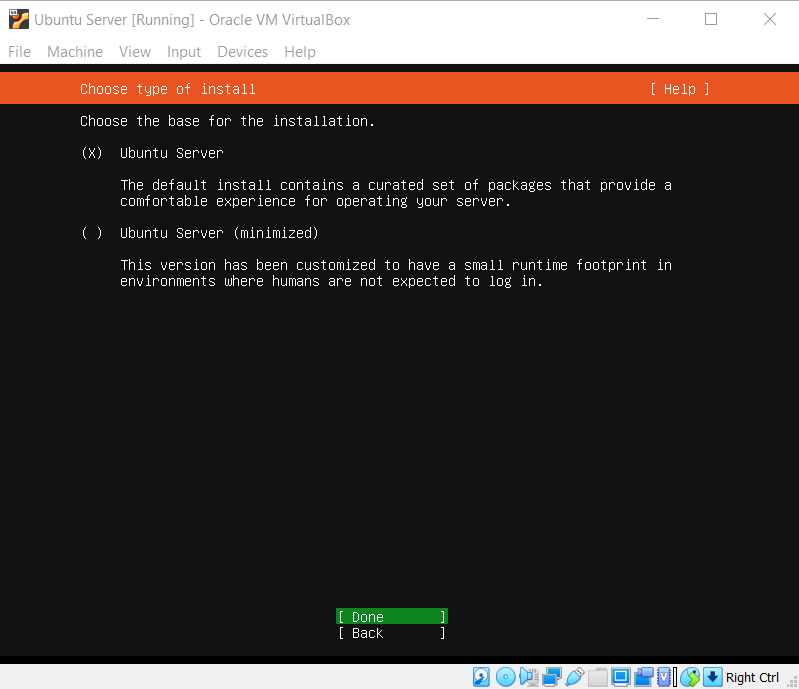 Ubuntu Server [Running] - Oracle VM VirtualBox
File Machine View Input Devices Help
Choose type of install [ Help ]
Choose the base for the installation.
(X) Ubuntu Server
The default install contains a curated set of packages that provide a
comfortable experience for operating your server.
( ) Ubuntu Server (minimized)
This version has been customized to have a small runtime footprint in
environments where humans are not expected to log in.
[ Done ]
[ Back ]
Right Ctrl